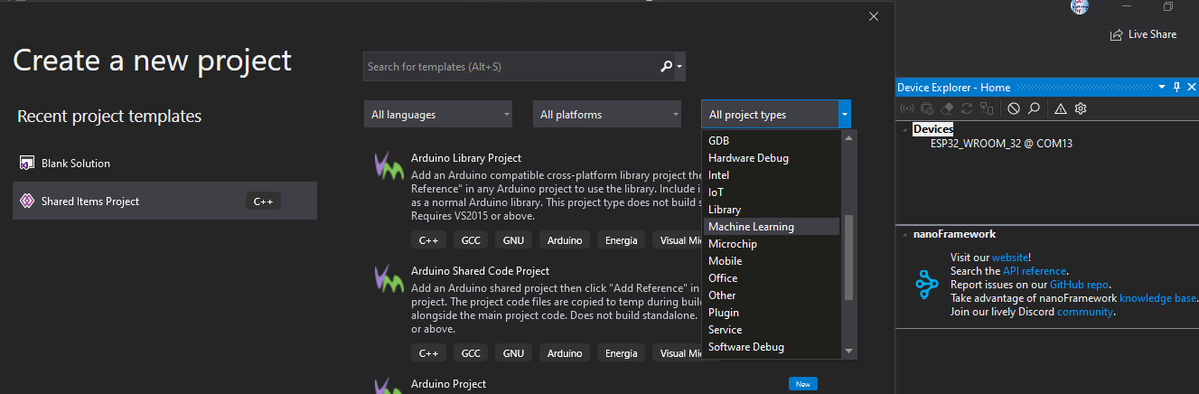 Create a new project
Recent project templates
Blank Solution
Shared Items Project
C++
Search for templates (Alt+S)
All languages
All platforms
All project types
GDB
Hardware Debug
Intel
IoT
Library
Machine Learning
Microchip
Mobile
Office
Other
Plugin
Service
Software Debug
Arduino Library Project
Add an Arduino compatible cross-platform library project the
Reference" in any Arduino project to use the library. Include i
as a normal Arduino library. This project type does not build s
Requires VS2015 or above.
C++ GCC GNU Arduino Energia Visual Mi
Arduino Shared Code Project
Add an Arduino shared project then click "Add Reference" in
project. The project code files are copied to temp during buil
alongside the main project code. Does not build standalone.
or above.
C++ GCC GNU Arduino Energia Visual Mi
Arduino Project
New
Live Share
Device Explorer - Home
Devices
ESP32_WROOM_32 @ COM13
nanoFramework
Visit our website!
Search the API reference.
Report issues on our GitHub repo.
Take advantage of nanoFramework knowledge base.
Join our lively Discord community.